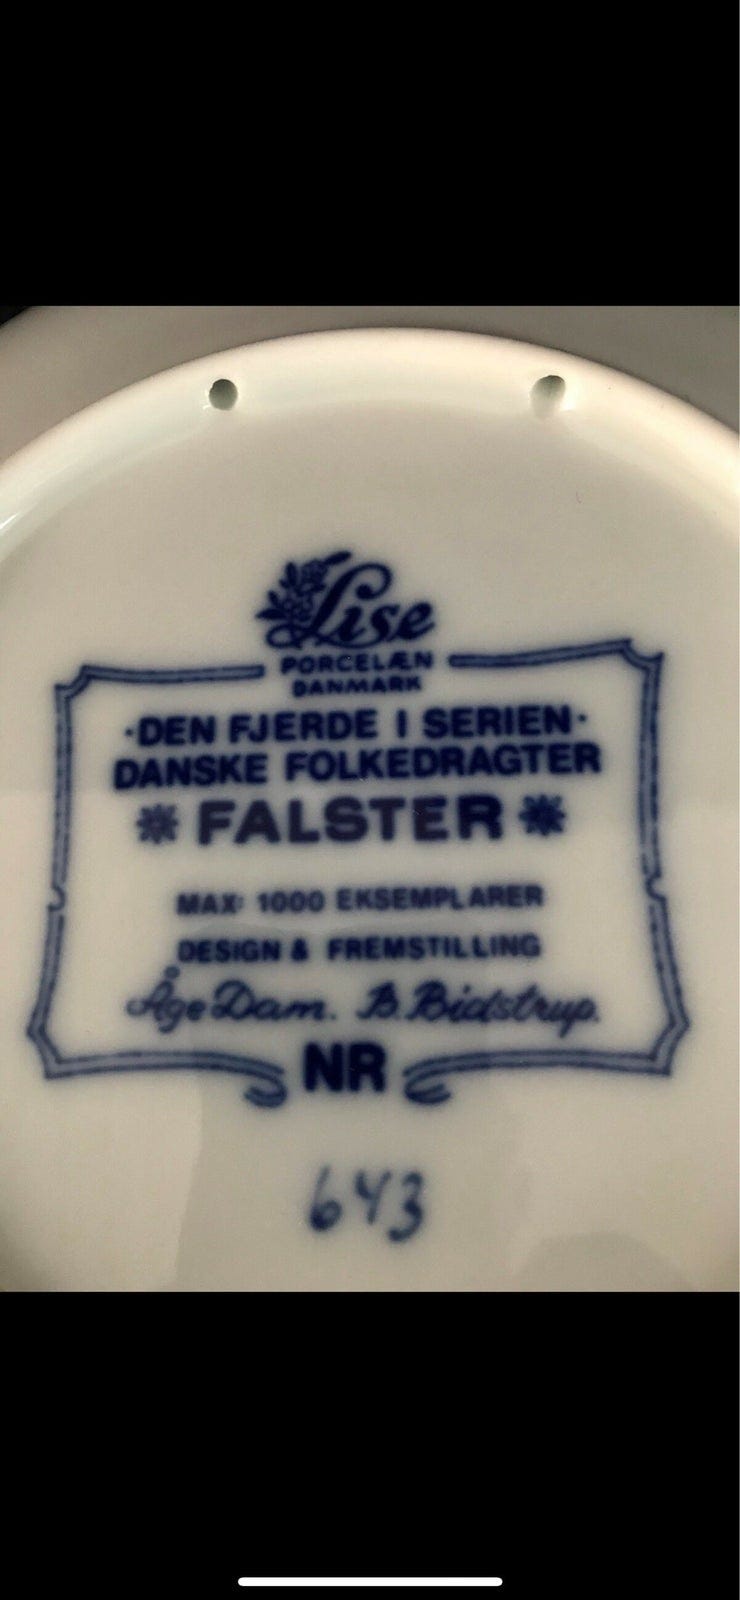 Lise
PORCELÆN
DANMARK
·DEN FJERDE I SERIEN·
DANSKE FOLKEDRAGTER
* FALSTER *
MAX: 1000 EKSEMPLARER
DESIGN & FREMSTILLING
Åge Dam. B. Bidstrup.
NR
643